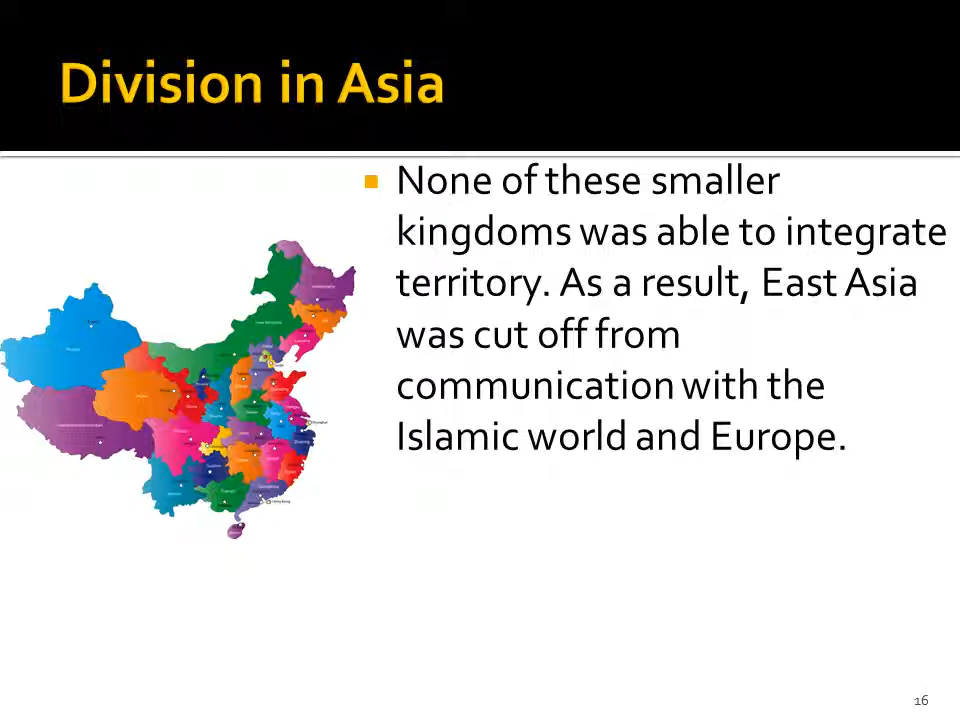 Division in Asia
None of these smaller
kingdoms was able to integrate
territory. As a result, East Asia
was cut off from
communication with the
Islamic world and Europe.
16